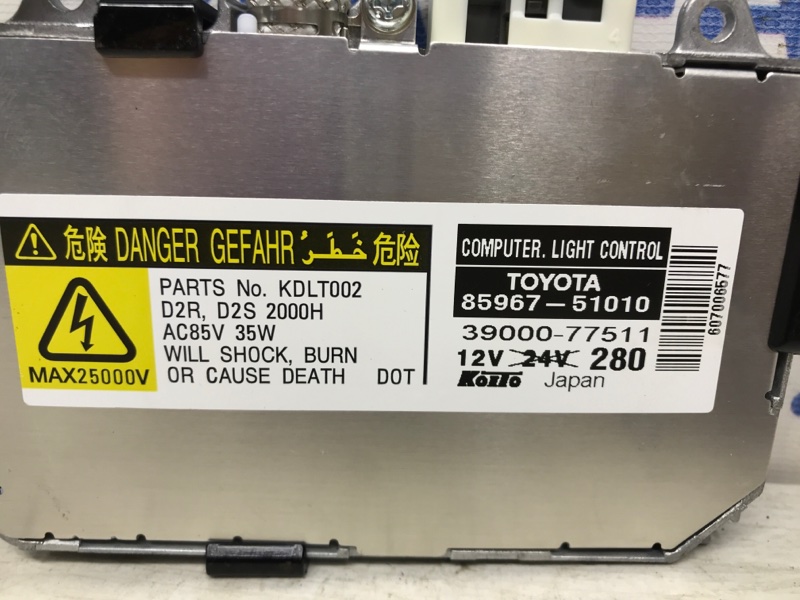 危険 DANGER GEFAHR خَطَرٌ 危险
PARTS No. KDLT002
D2R, D2S 2000H
AC85V 35W
WILL SHOCK, BURN
OR CAUSE DEATH DOT
MAX25000V
COMPUTER. LIGHT CONTROL
TOYOTA
85967-51010
39000-77511
12V 24V 280
KOITO Japan
607006577